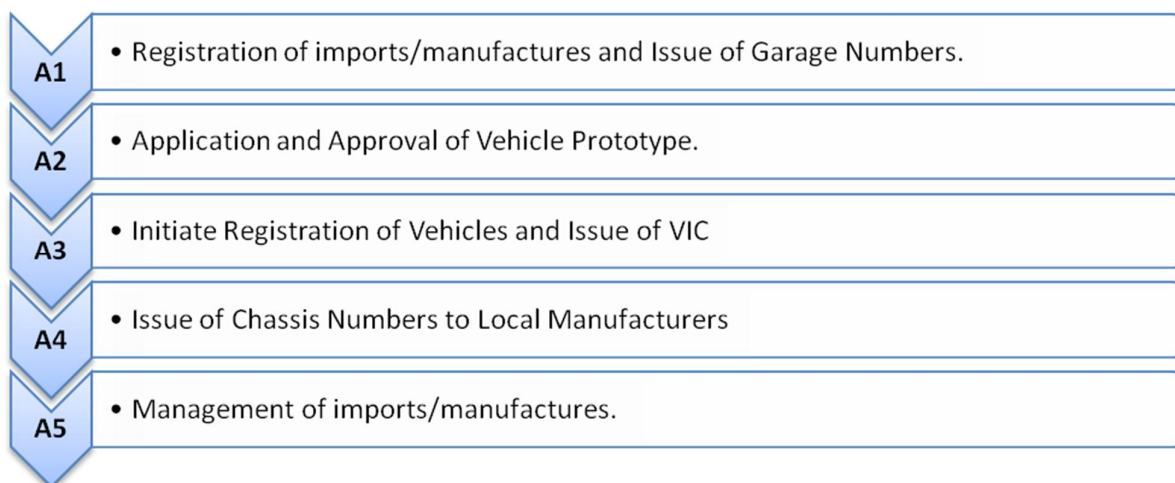 A1
• Registration of imports/manufactures and Issue of Garage Numbers.
A2
• Application and Approval of Vehicle Prototype.
A3
• Initiate Registration of Vehicles and Issue of VIC
A4
• Issue of Chassis Numbers to Local Manufacturers
A5
• Management of imports/manufactures.